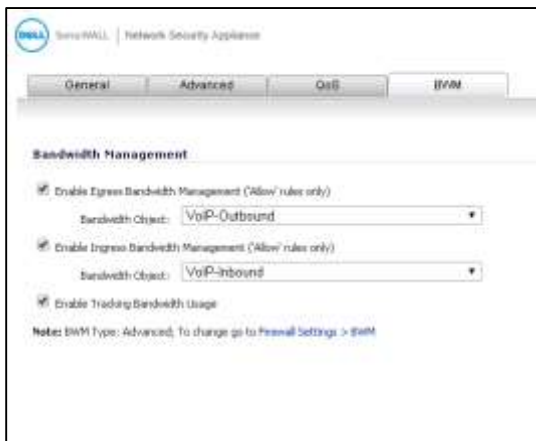 DELL SonicWALL | Network Security Appliance
General Advanced QoS BWM
Bandwidth Management
Enable Egress Bandwidth Management ('Allow' rules only)
Bandwidth Object: VoIP-Outbound
Enable Ingress Bandwidth Management ('Allow' rules only)
Bandwidth Object: VoIP-Inbound
Enable Tracking Bandwidth Usage
Note: BWM Type: Advanced; To change go to Firewall Settings > BWM